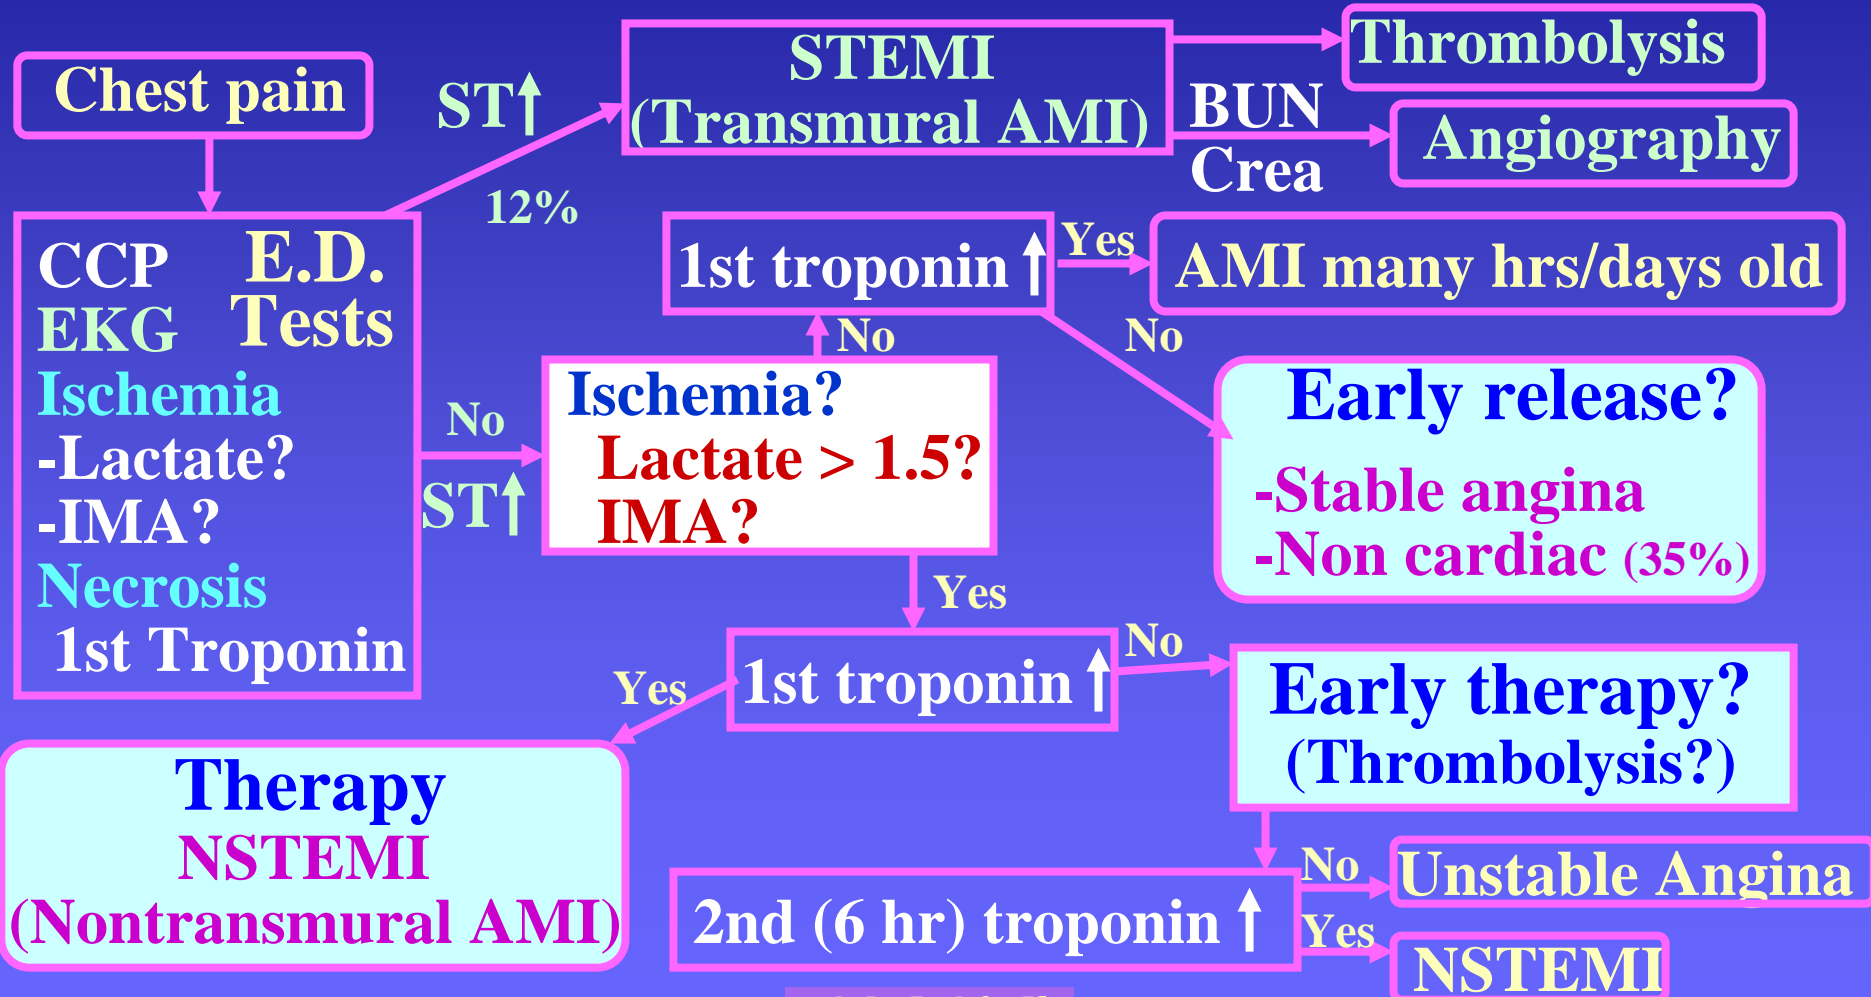 Chest pain
ST↑
12%
STEMI
(Transmural AMI)
Thrombolysis
BUN
Crea
Angiography
E.D.
Tests
CCP
EKG
Ischemia
-Lactate?
-IMA?
Necrosis
1st Troponin
No
ST↑
Ischemia?
Lactate > 1.5?
IMA?
No
1st troponin ↑
Yes
AMI many hrs/days old
No
Early release?
-Stable angina
-Non cardiac (35%)
Yes
1st troponin ↑
Yes
Therapy
NSTEMI
(Nontransmural AMI)
No
Early therapy?
(Thrombolysis?)
2nd (6 hr) troponin ↑
No
Unstable Angina
Yes
NSTEMI